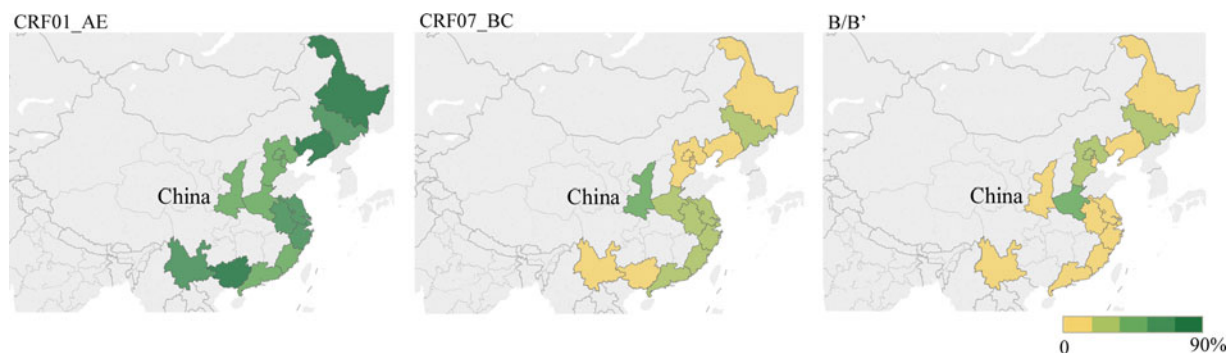 CRF01_AE
CRF07_BC
B/B’
China
China
China
0
90%